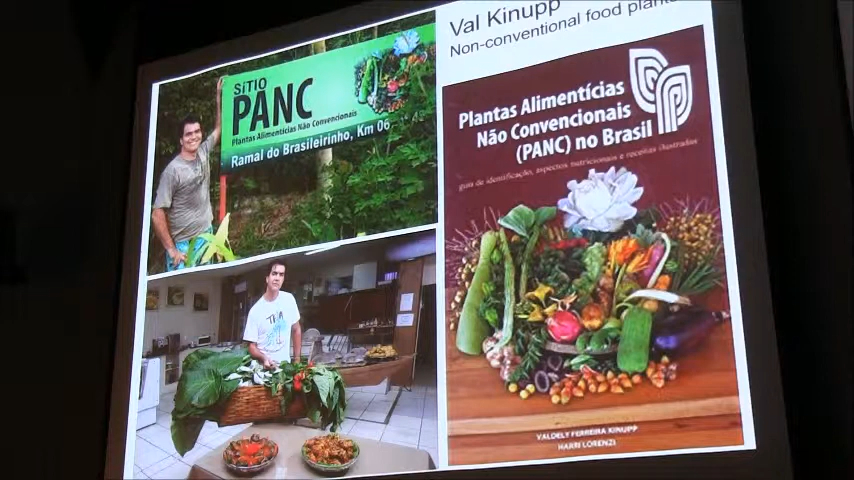 Val Kinupp
Non-conventional food plants
SíTIO
PANC
Plantas Alimentícias Não Convencionais
Ramal do Brasileirinho, Km 06
Plantas Alimentícias
Não Convencionais
(PANC) no Brasil
guia de identificação, aspectos nutricionais e receitas ilustradas
VALDELY FERREIRA KINUPP
HARRI LORENZI